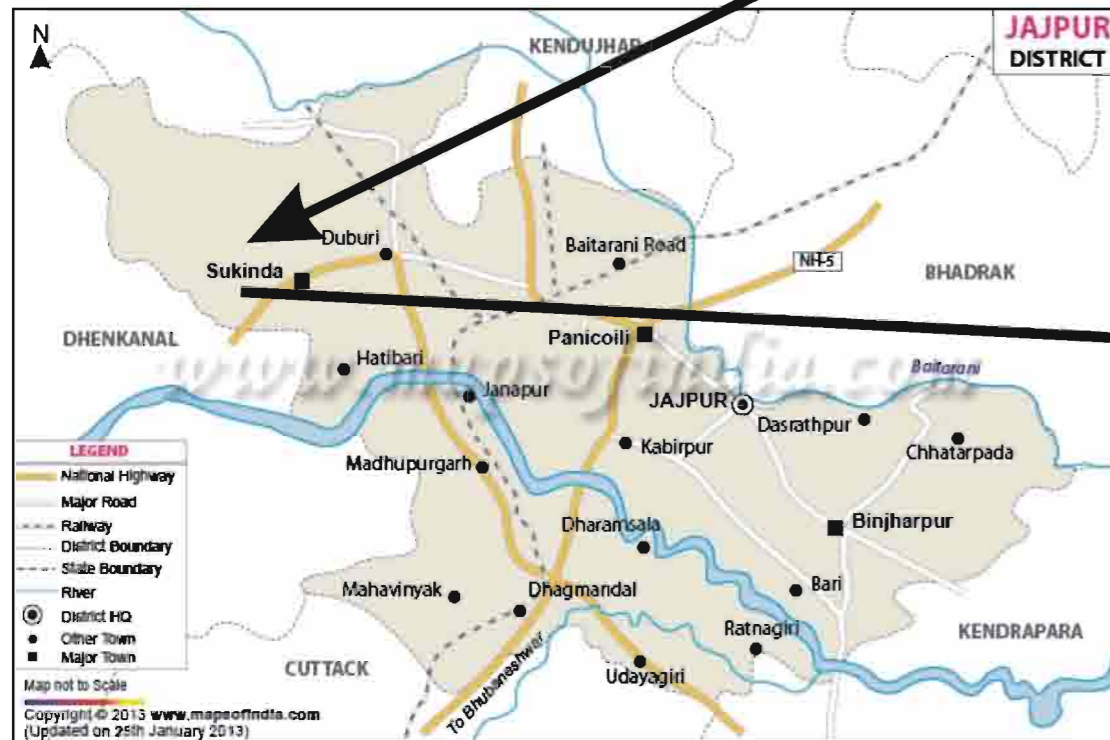 N
KENDUJHAR
JAJPUR
DISTRICT
Duburi
Baitarani Road
Sukinda
NH-5
BHADRAK
DHENKANAL
Panicoili
www.mapsofindia.com
Hatibari
Baitarani
Janapur
JAJPUR
Dasrathpur
Kabirpur
Chhatarpada
LEGEND
National Highway
Major Road
Railway
District Boundary
State Boundary
River
District HQ
Other Town
Major Town
Madhupurgarh
Dharamsala
Binjharpur
Mahavinyak
Dhagmandal
Bari
Ratnagiri
KENDRAPARA
CUTTACK
Udayagiri
To Bhubaneshwar
Map not to Scale
Copyright © 2013 www.mapsofindia.com
(Updated on 25th January 2013)